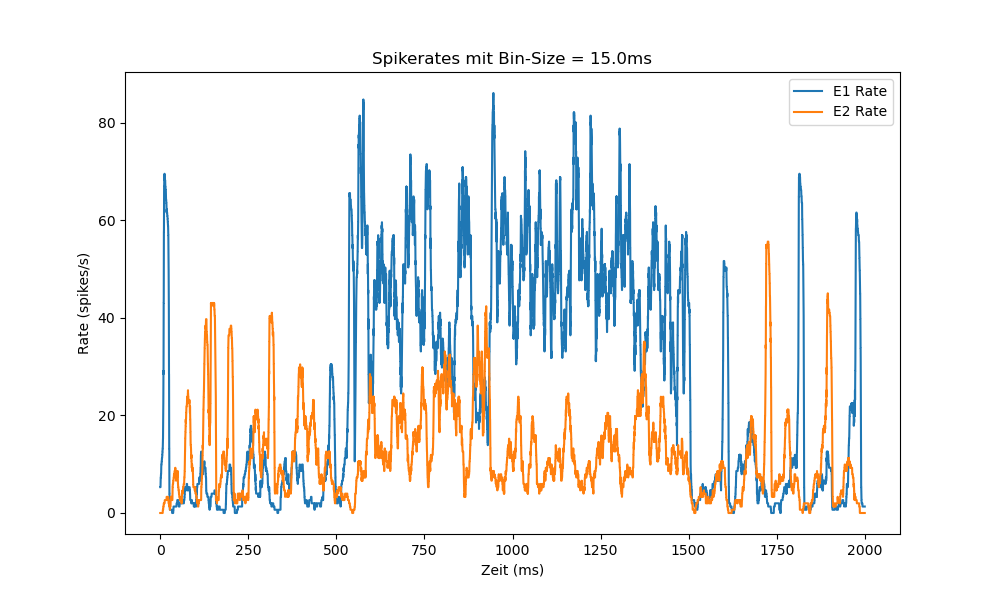 Spikerates mit Bin-Size = 15.0ms
E1 Rate
E2 Rate
80
60
40
20
0
Rate (spikes/s)
0 250 500 750 1000 1250 1500 1750 2000
Zeit (ms)